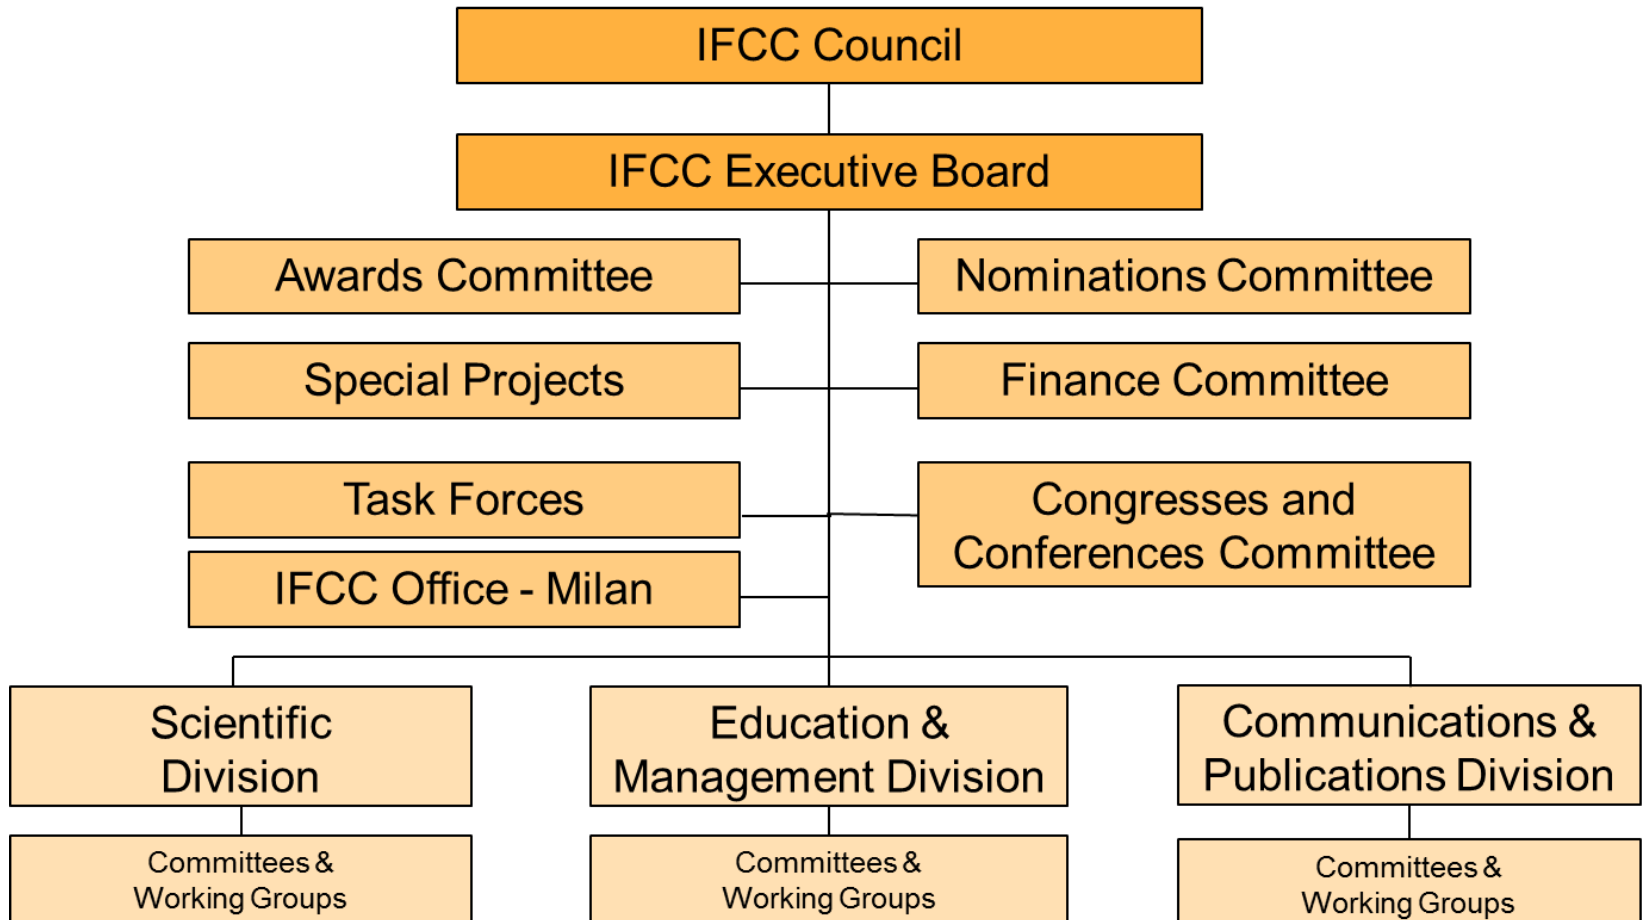 IFCC Council
IFCC Executive Board
Awards Committee
Nominations Committee
Special Projects
Finance Committee
Task Forces
Congresses and
Conferences Committee
IFCC Office - Milan
Scientific
Division
Education &
Management Division
Communications &
Publications Division
Committees &
Working Groups
Committees &
Working Groups
Committees &
Working Groups